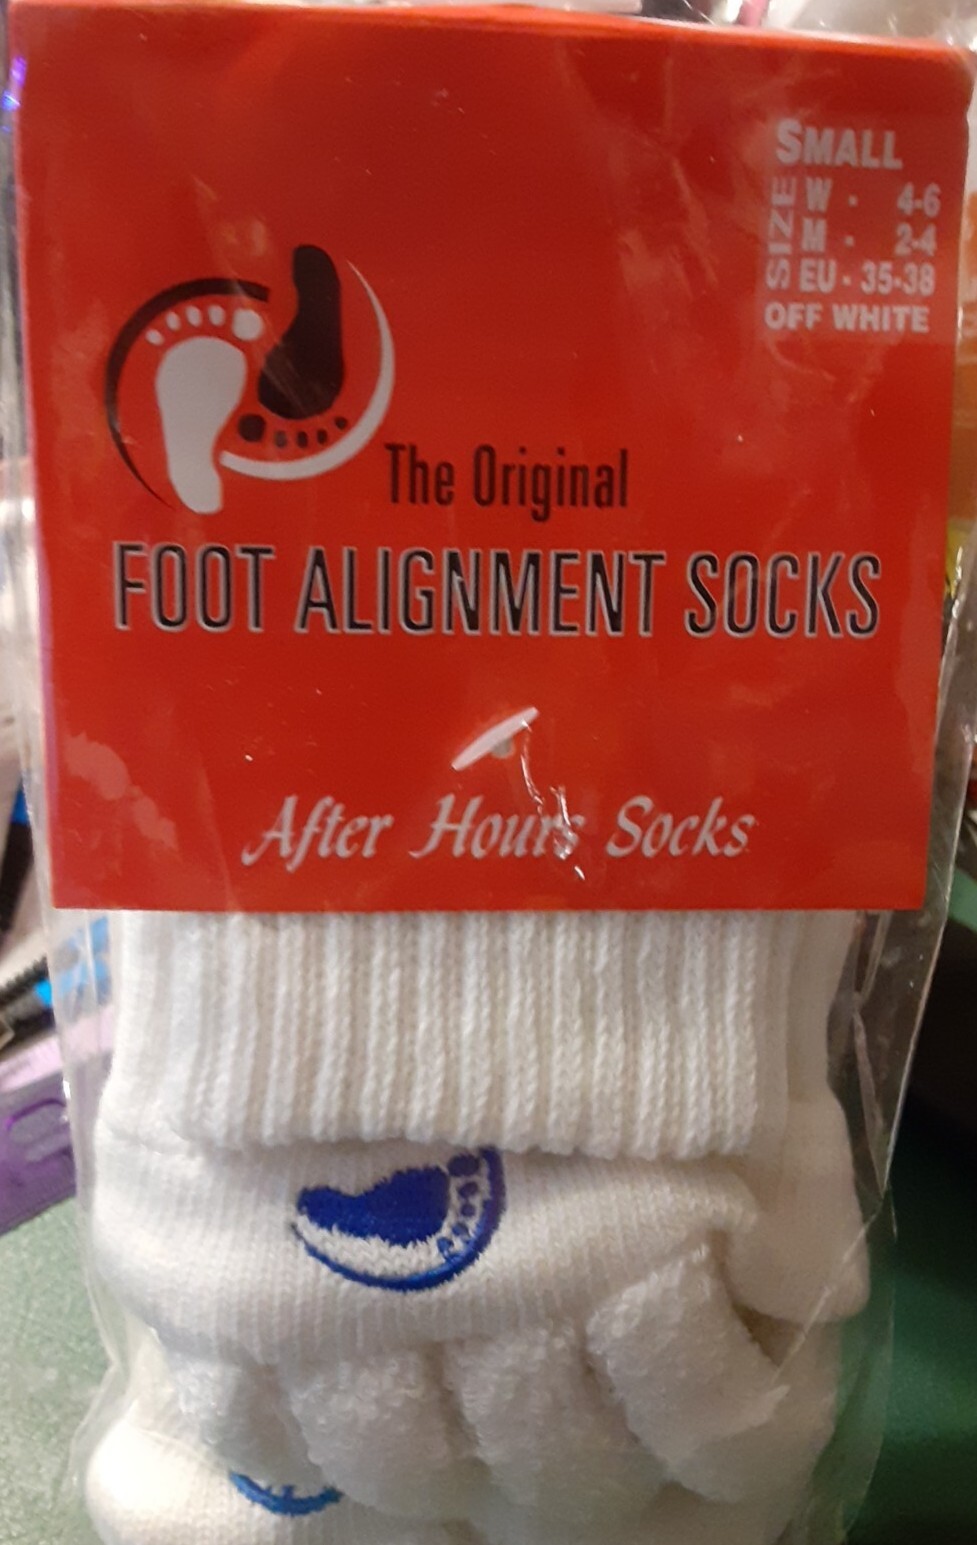 SMALL
SIZE
W - 4-6
M - 2-4
EU - 35-38
OFF WHITE
The Original
FOOT ALIGNMENT SOCKS
After Hours Socks